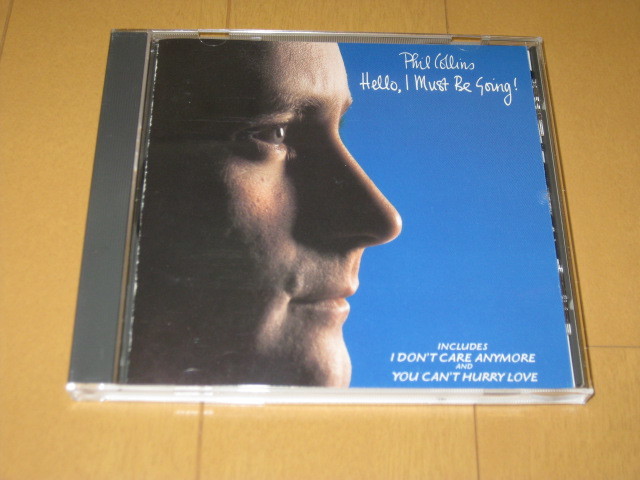 Phil Collins
Hello, I Must Be Going!
INCLUDES
I DON'T CARE ANYMORE
AND
YOU CAN'T HURRY LOVE